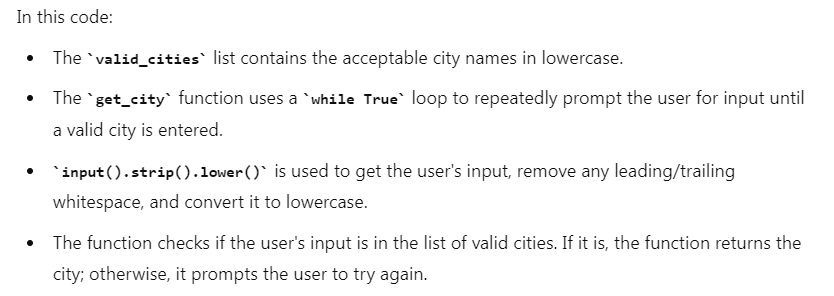 In this code:
• The `valid_cities` list contains the acceptable city names in lowercase.
• The `get_city` function uses a `while True` loop to repeatedly prompt the user for input until
a valid city is entered.
• `input().strip().lower()` is used to get the user's input, remove any leading/trailing
whitespace, and convert it to lowercase.
• The function checks if the user's input is in the list of valid cities. If it is, the function returns the
city; otherwise, it prompts the user to try again.